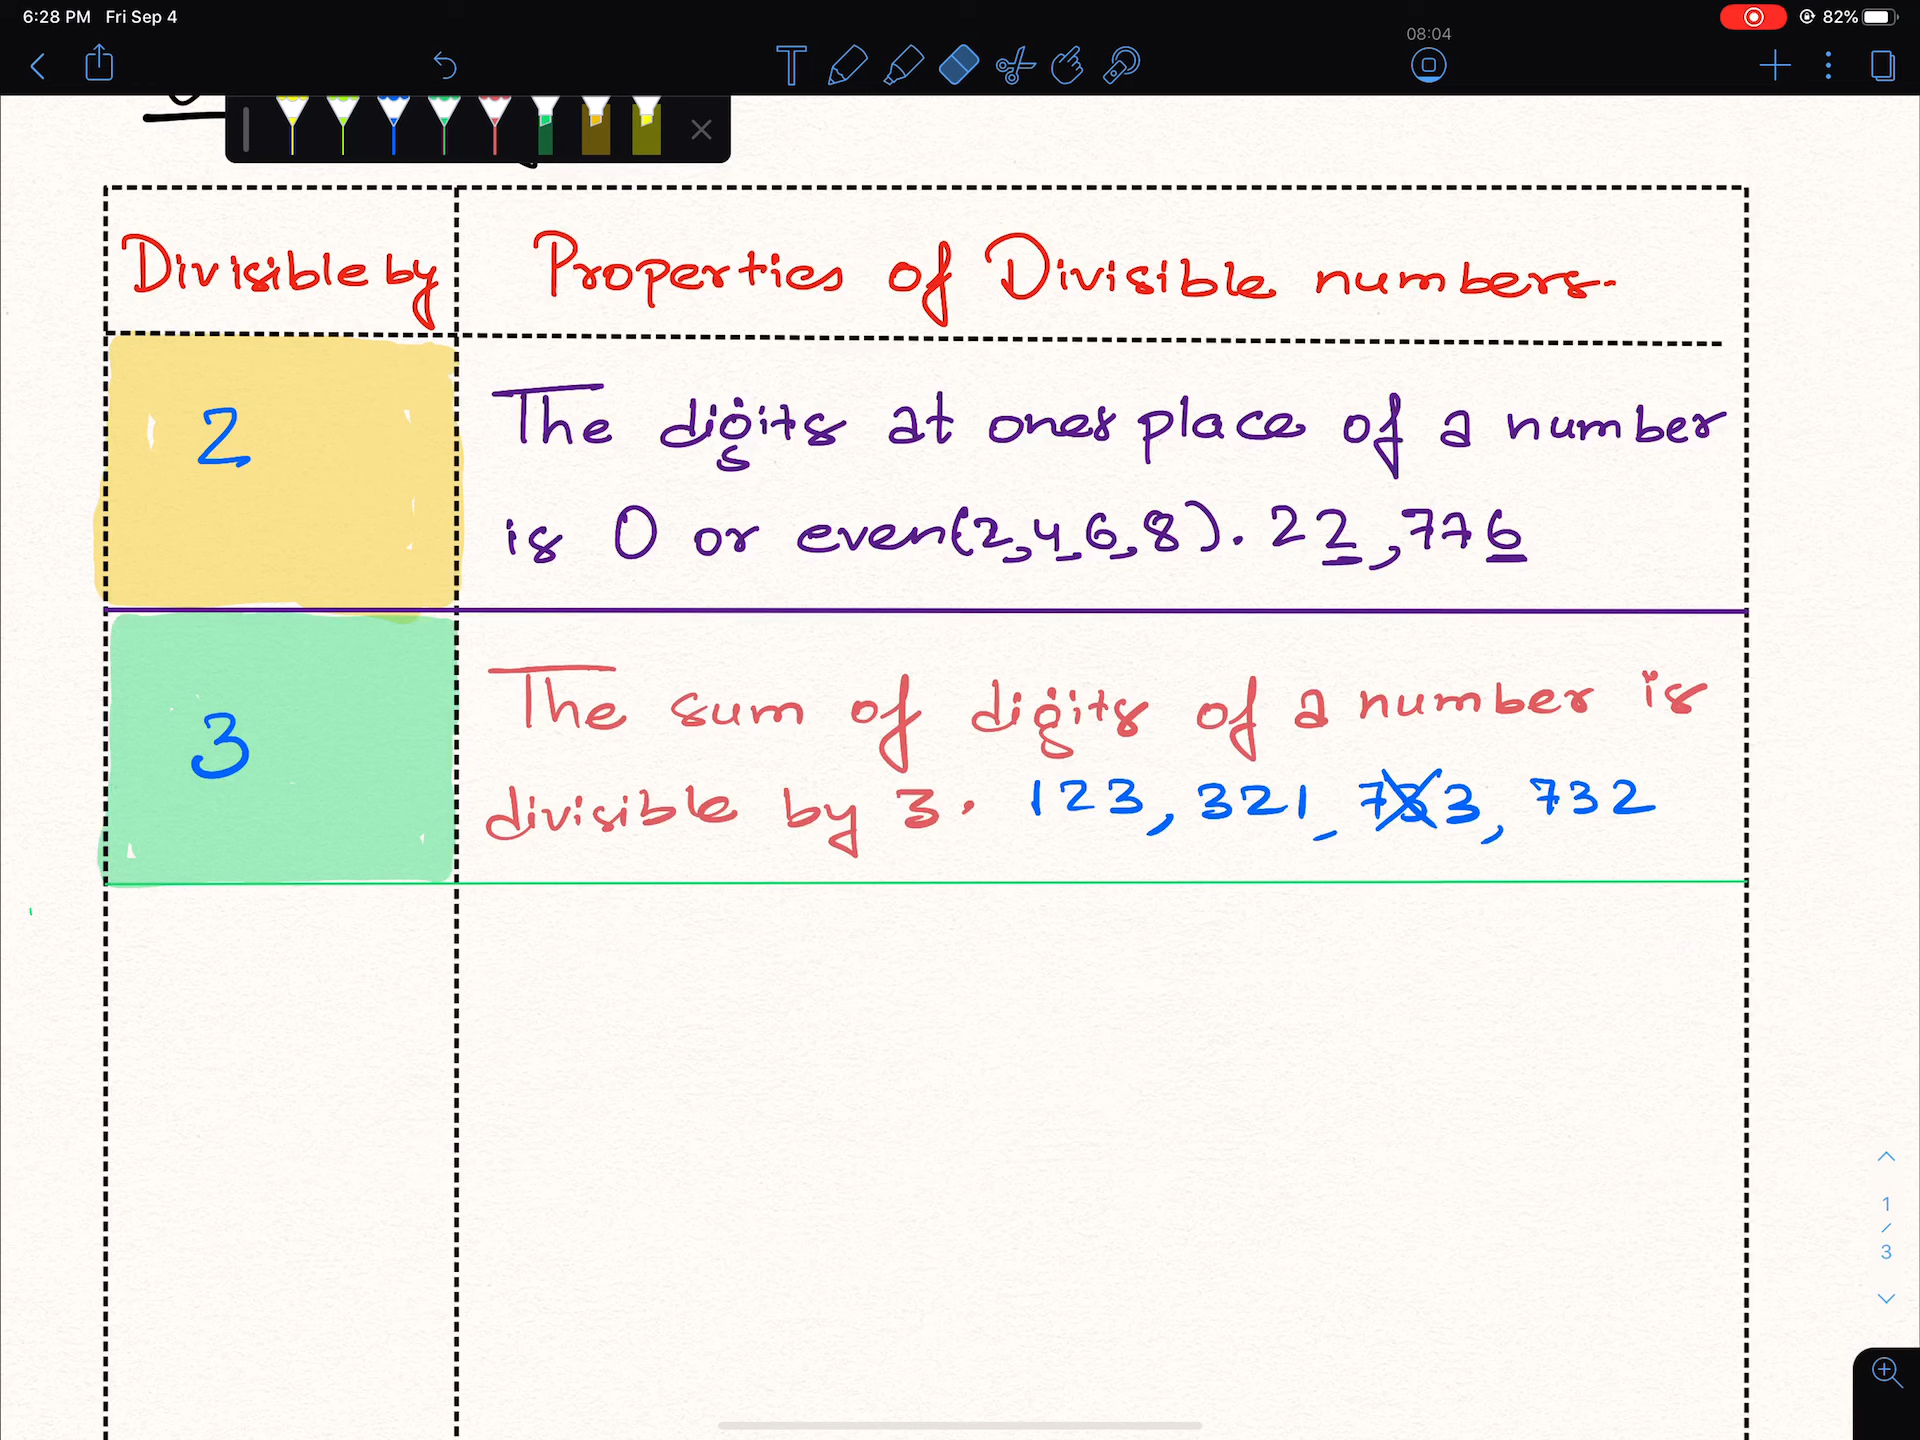 6:28 PM Fri Sep 4
82%
08:04
Divisible by
Properties of Divisible numbers.
2
The digits at ones place of a number
is 0 or even(2,4,6,8). 22, 776
3
The sum of digits of a number is
divisible by 3. 123, 321, 733, 732
1
/
3